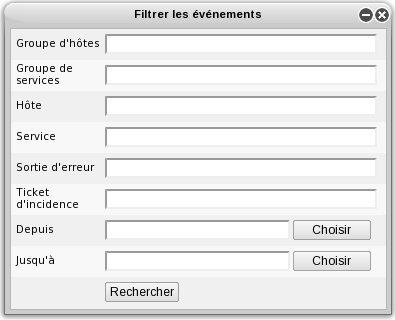 Filtrer les événements
Groupe d'hôtes
Groupe de
services
Hôte
Service
Sortie d'erreur
Ticket
d'incidence
Depuis
Choisir
Jusqu'à
Choisir
Rechercher